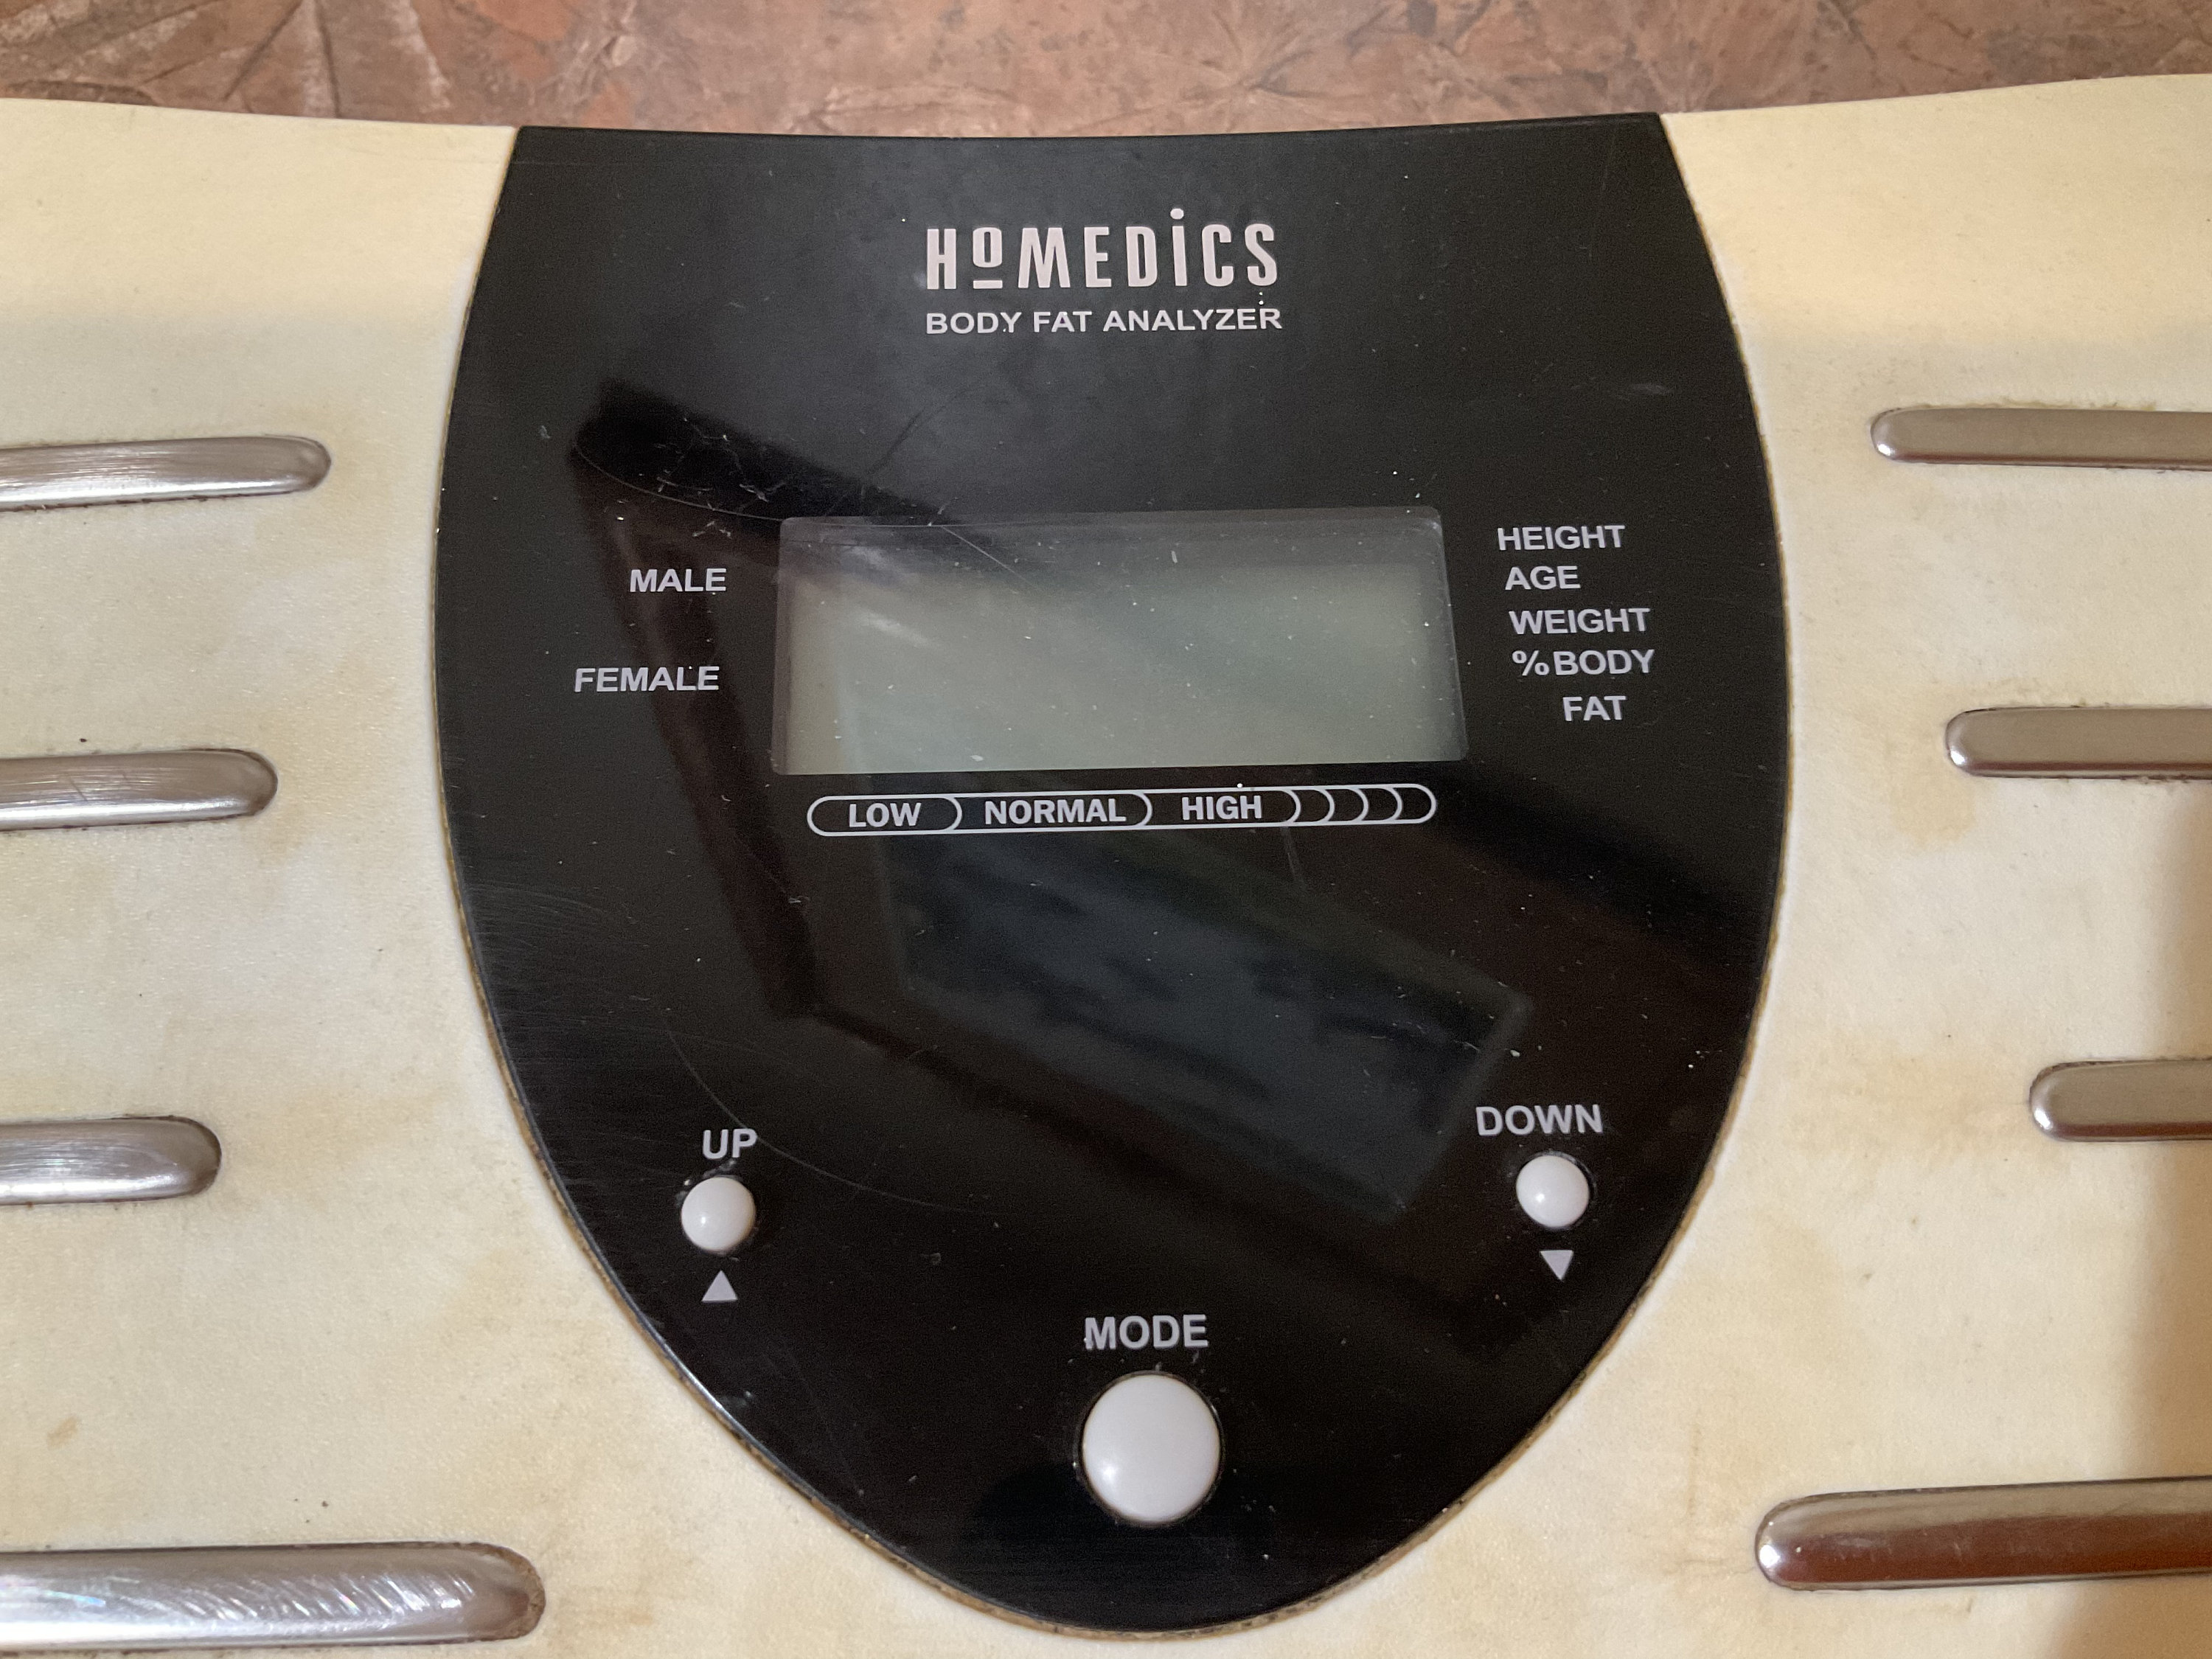 HoMEDiCS
BODY FAT ANALYZER
MALE
FEMALE
HEIGHT
AGE
WEIGHT
%BODY
FAT
LOW NORMAL HIGH
UP
▲
DOWN
▼
MODE